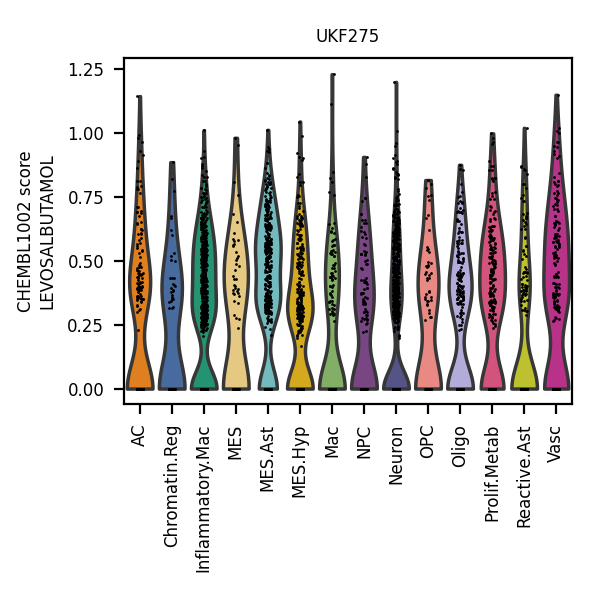 UKF275
CHEMBL1002 score
LEVOSALBUTAMOL
1.25
1.00
0.75
0.50
0.25
0.00
AC
Chromatin.Reg
Inflammatory.Mac
MES
MES.Ast
MES.Hyp
Mac
NPC
Neuron
OPC
Oligo
Prolif.Metab
Reactive.Ast
Vasc